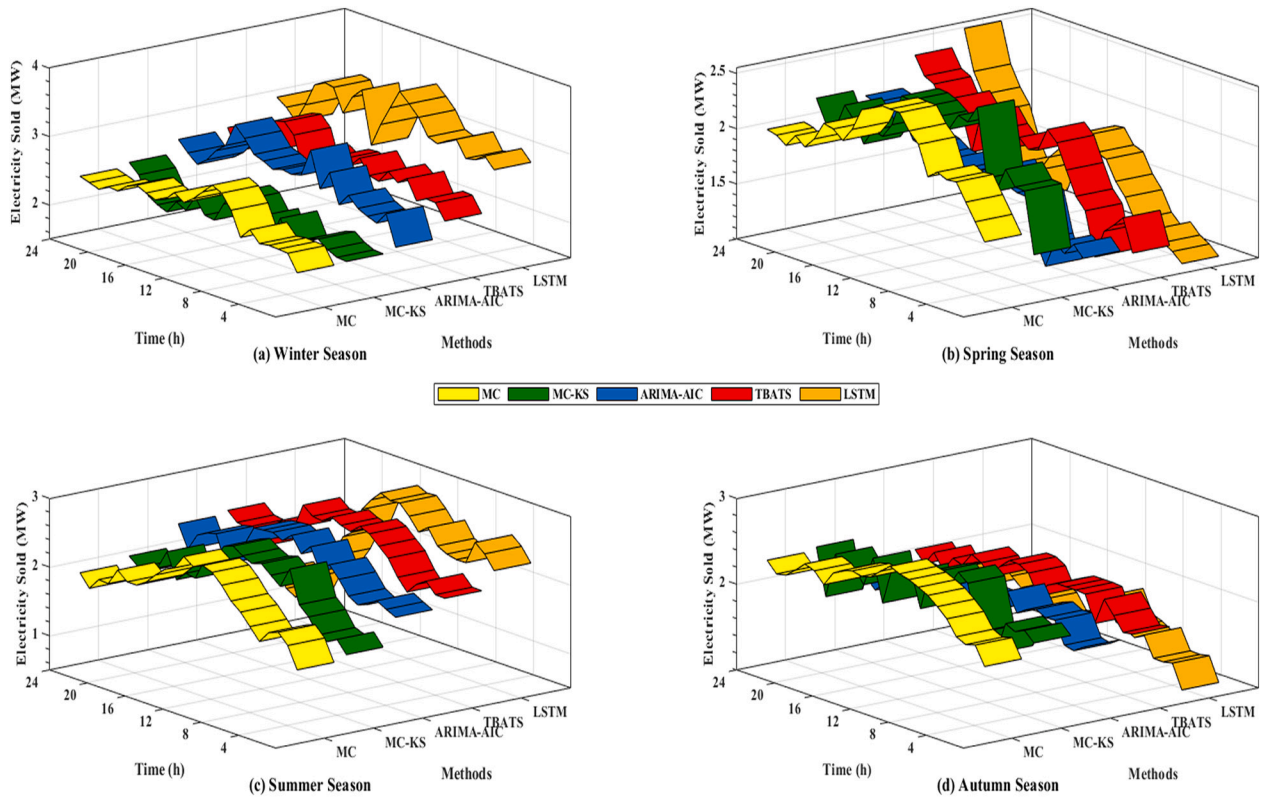 Electricity Sold (MW)
4
3
2
24
20
16
12
8
4
Time (h)
MC
MC-KS
ARIMA-AIC
TBATS
LSTM
Methods
(a) Winter Season
Electricity Sold (MW)
2.5
2
1.5
24
20
16
12
8
4
Time (h)
MC
MC-KS
ARIMA-AIC
TBATS
LSTM
Methods
(b) Spring Season
MC MC-KS ARIMA-AIC TBATS LSTM
Electricity Sold (MW)
3
2
1
24
20
16
12
8
4
Time (h)
MC
MC-KS
ARIMA-AIC
TBATS
LSTM
Methods
(c) Summer Season
Electricity Sold (MW)
3
2
24
20
16
12
8
4
Time (h)
MC
MC-KS
ARIMA-AIC
TBATS
LSTM
Methods
(d) Autumn Season